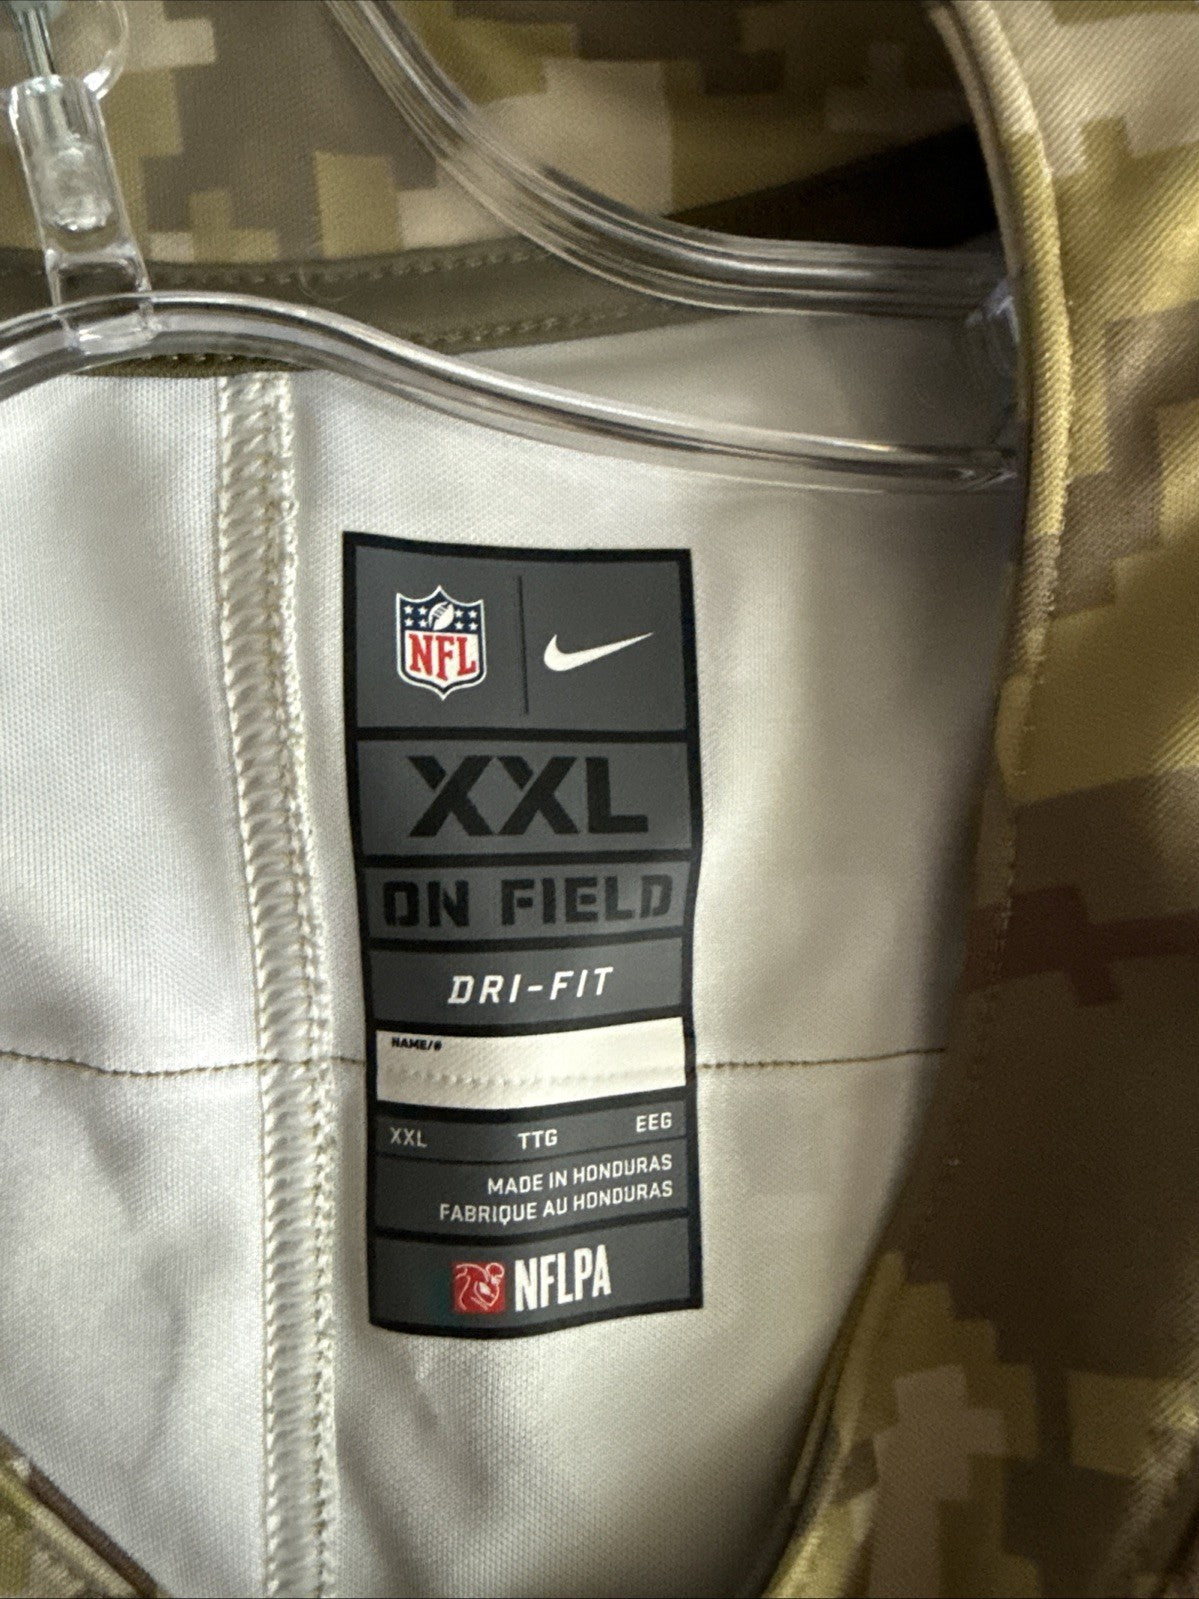 NFL
XXL
ON FIELD
DRI-FIT
NAME/#
XXL TTG EEG
MADE IN HONDURAS
FABRIQUE AU HONDURAS
NFLPA